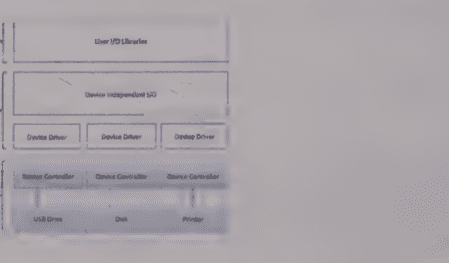 User I/O Libraries
Device Independent I/O
Device Driver Device Driver Device Driver
Device Controller Device Controller Device Controller
USB Drive Disk Printer